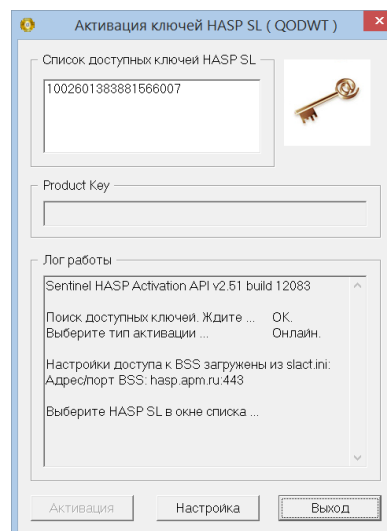 Активация ключей HASP SL ( QODWT )
Список доступных ключей HASP SL
1002601383881566007
Product Key
Лог работы
Sentinel HASP Activation API v2.51 build 12083
Поиск доступных ключей. Ждите ... ОК.
Выберите тип активации ... Онлайн.
Настройки доступа к BSS загружены из slact.ini:
Адрес/порт BSS: hasp.apm.ru:443
Выберите HASP SL в окне списка ...
Активация
Настройка
Выход